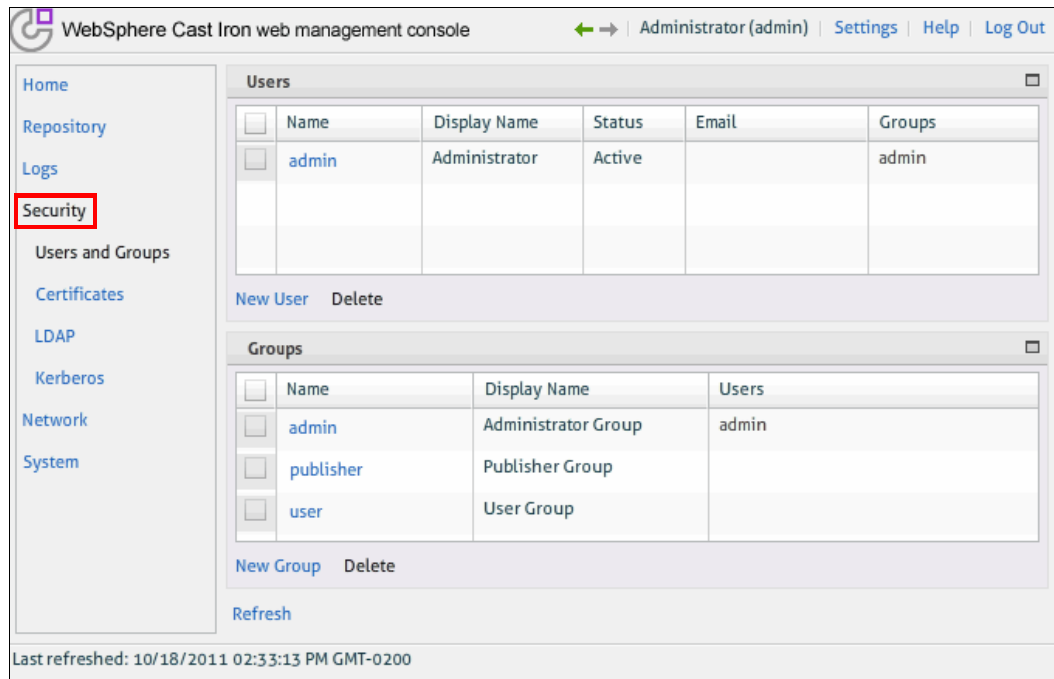 WebSphere Cast Iron web management console
Administrator (admin) | Settings | Help | Log Out
Home
Repository
Logs
Security
Users and Groups
Certificates
LDAP
Kerberos
Network
System
Users
Name Display Name Status Email Groups
admin Administrator Active admin
New User Delete
Groups
Name Display Name Users
admin Administrator Group admin
publisher Publisher Group
user User Group
New Group Delete
Refresh
Last refreshed: 10/18/2011 02:33:13 PM GMT-0200